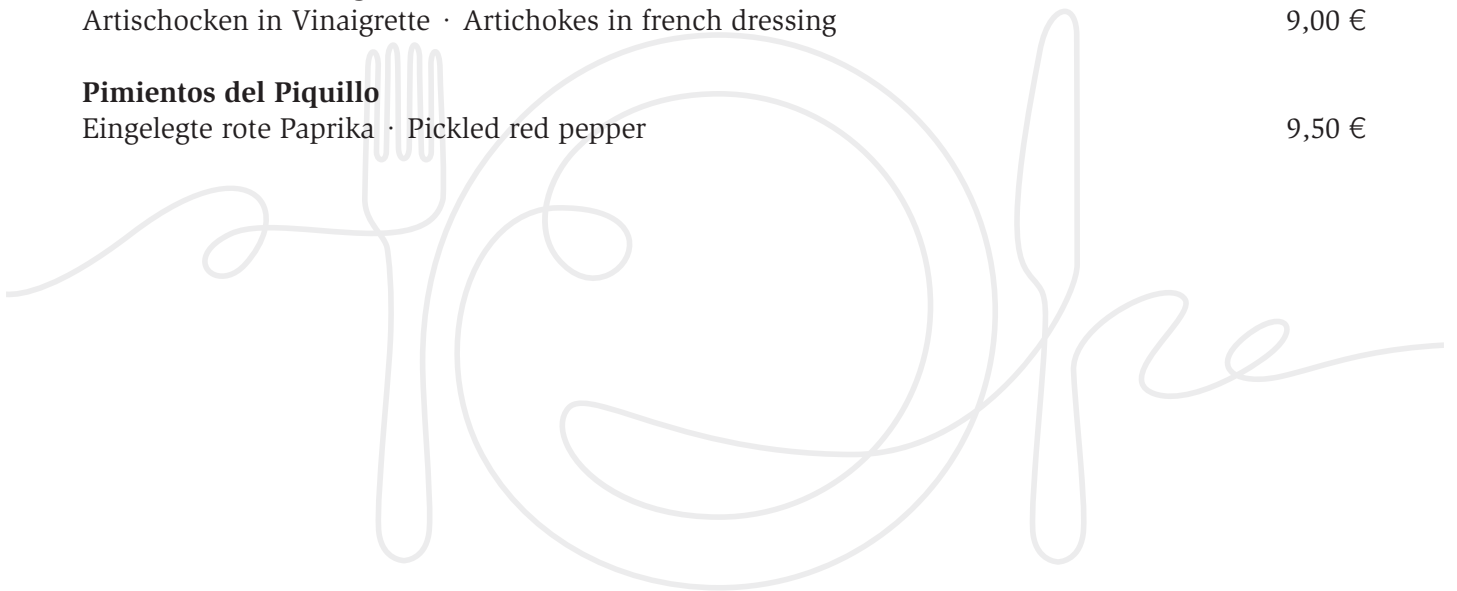 Artischocken in Vinaigrette · Artichokes in french dressing 9,00 €
Pimientos del Piquillo
Eingelegte rote Paprika · Pickled red pepper 9,50 €